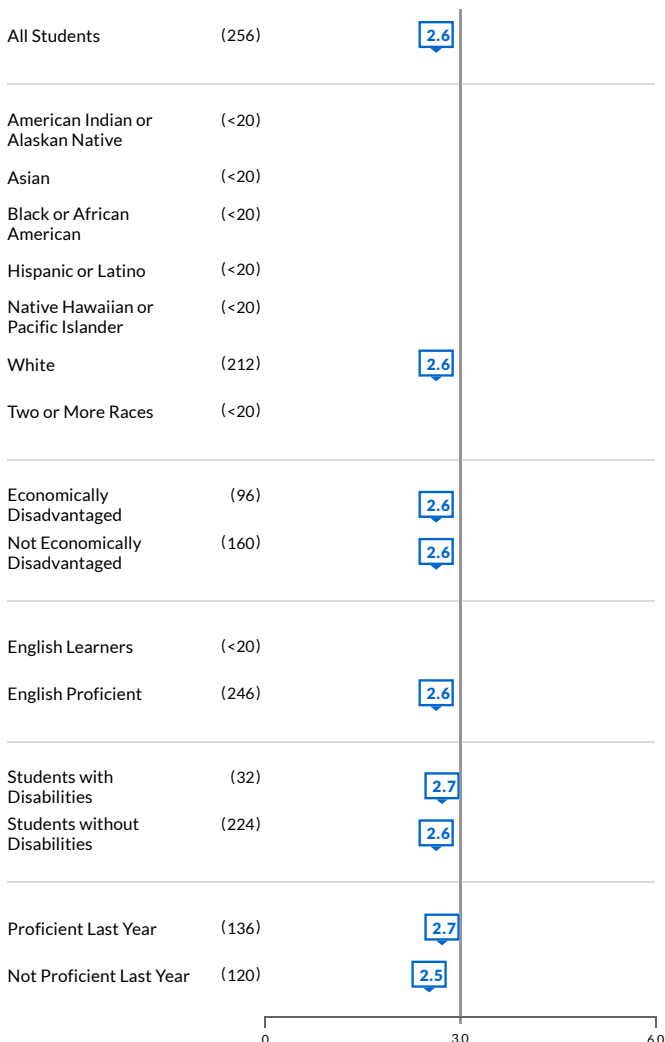 All Students (256) 2.6
American Indian or (<20)
Alaskan Native
Asian (<20)
Black or African (<20)
American
Hispanic or Latino (<20)
Native Hawaiian or (<20)
Pacific Islander
White (212) 2.6
Two or More Races (<20)
Economically (96) 2.6
Disadvantaged
Not Economically (160) 2.6
Disadvantaged
English Learners (<20)
English Proficient (246) 2.6
Students with (32) 2.7
Disabilities
Students without (224) 2.6
Disabilities
Proficient Last Year (136) 2.7
Not Proficient Last Year (120) 2.5
0 3.0 6.0